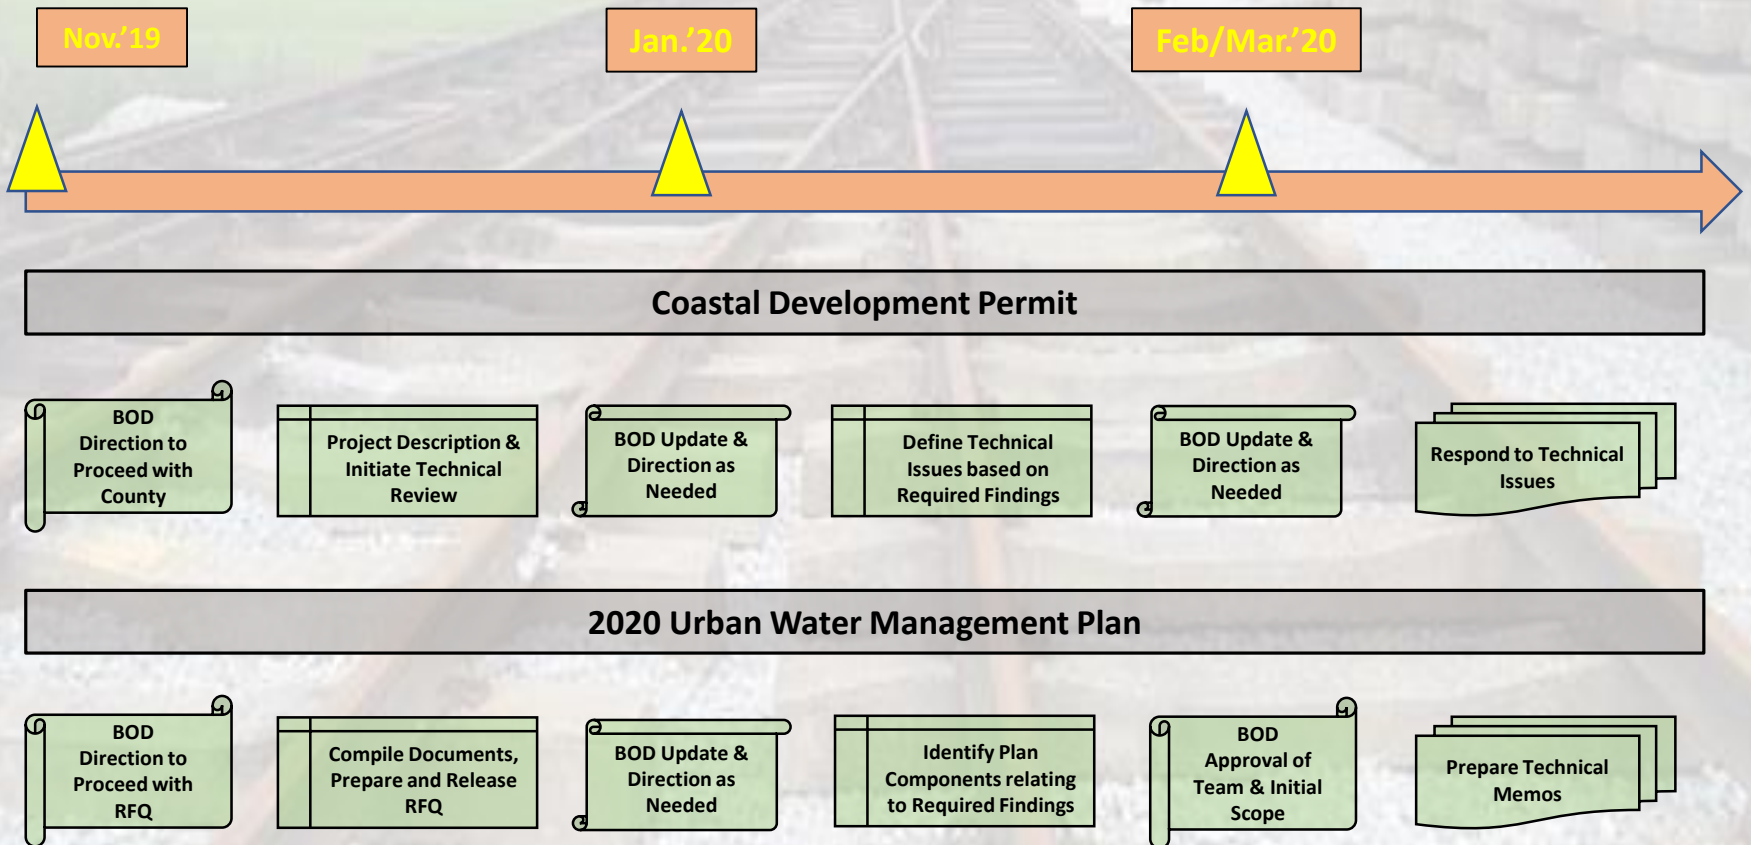 Nov.’19
Jan.’20
Feb/Mar.’20
Coastal Development Permit
BOD
Direction to
Proceed with
County
Project Description &
Initiate Technical
Review
BOD Update &
Direction as
Needed
Define Technical
Issues based on
Required Findings
BOD Update &
Direction as
Needed
Respond to Technical
Issues
2020 Urban Water Management Plan
BOD
Direction to
Proceed with
RFQ
Compile Documents,
Prepare and Release
RFQ
BOD Update &
Direction as
Needed
Identify Plan
Components relating
to Required Findings
BOD
Approval of
Team & Initial
Scope
Prepare Technical
Memos